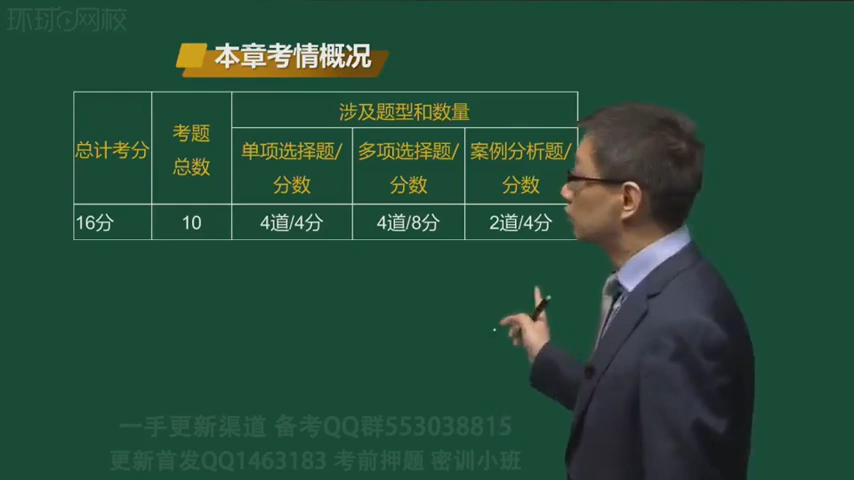 环球网校
本章考情概况
总计考分
考题
总数
涉及题型和数量
单项选择题/
分数
多项选择题/
分数
案例分析题/
分数
16分
10
4道/4分
4道/8分
2道/4分
一手更新渠道 备考QQ群553038815
更新首发QQ1463183 考前押题 密训小班